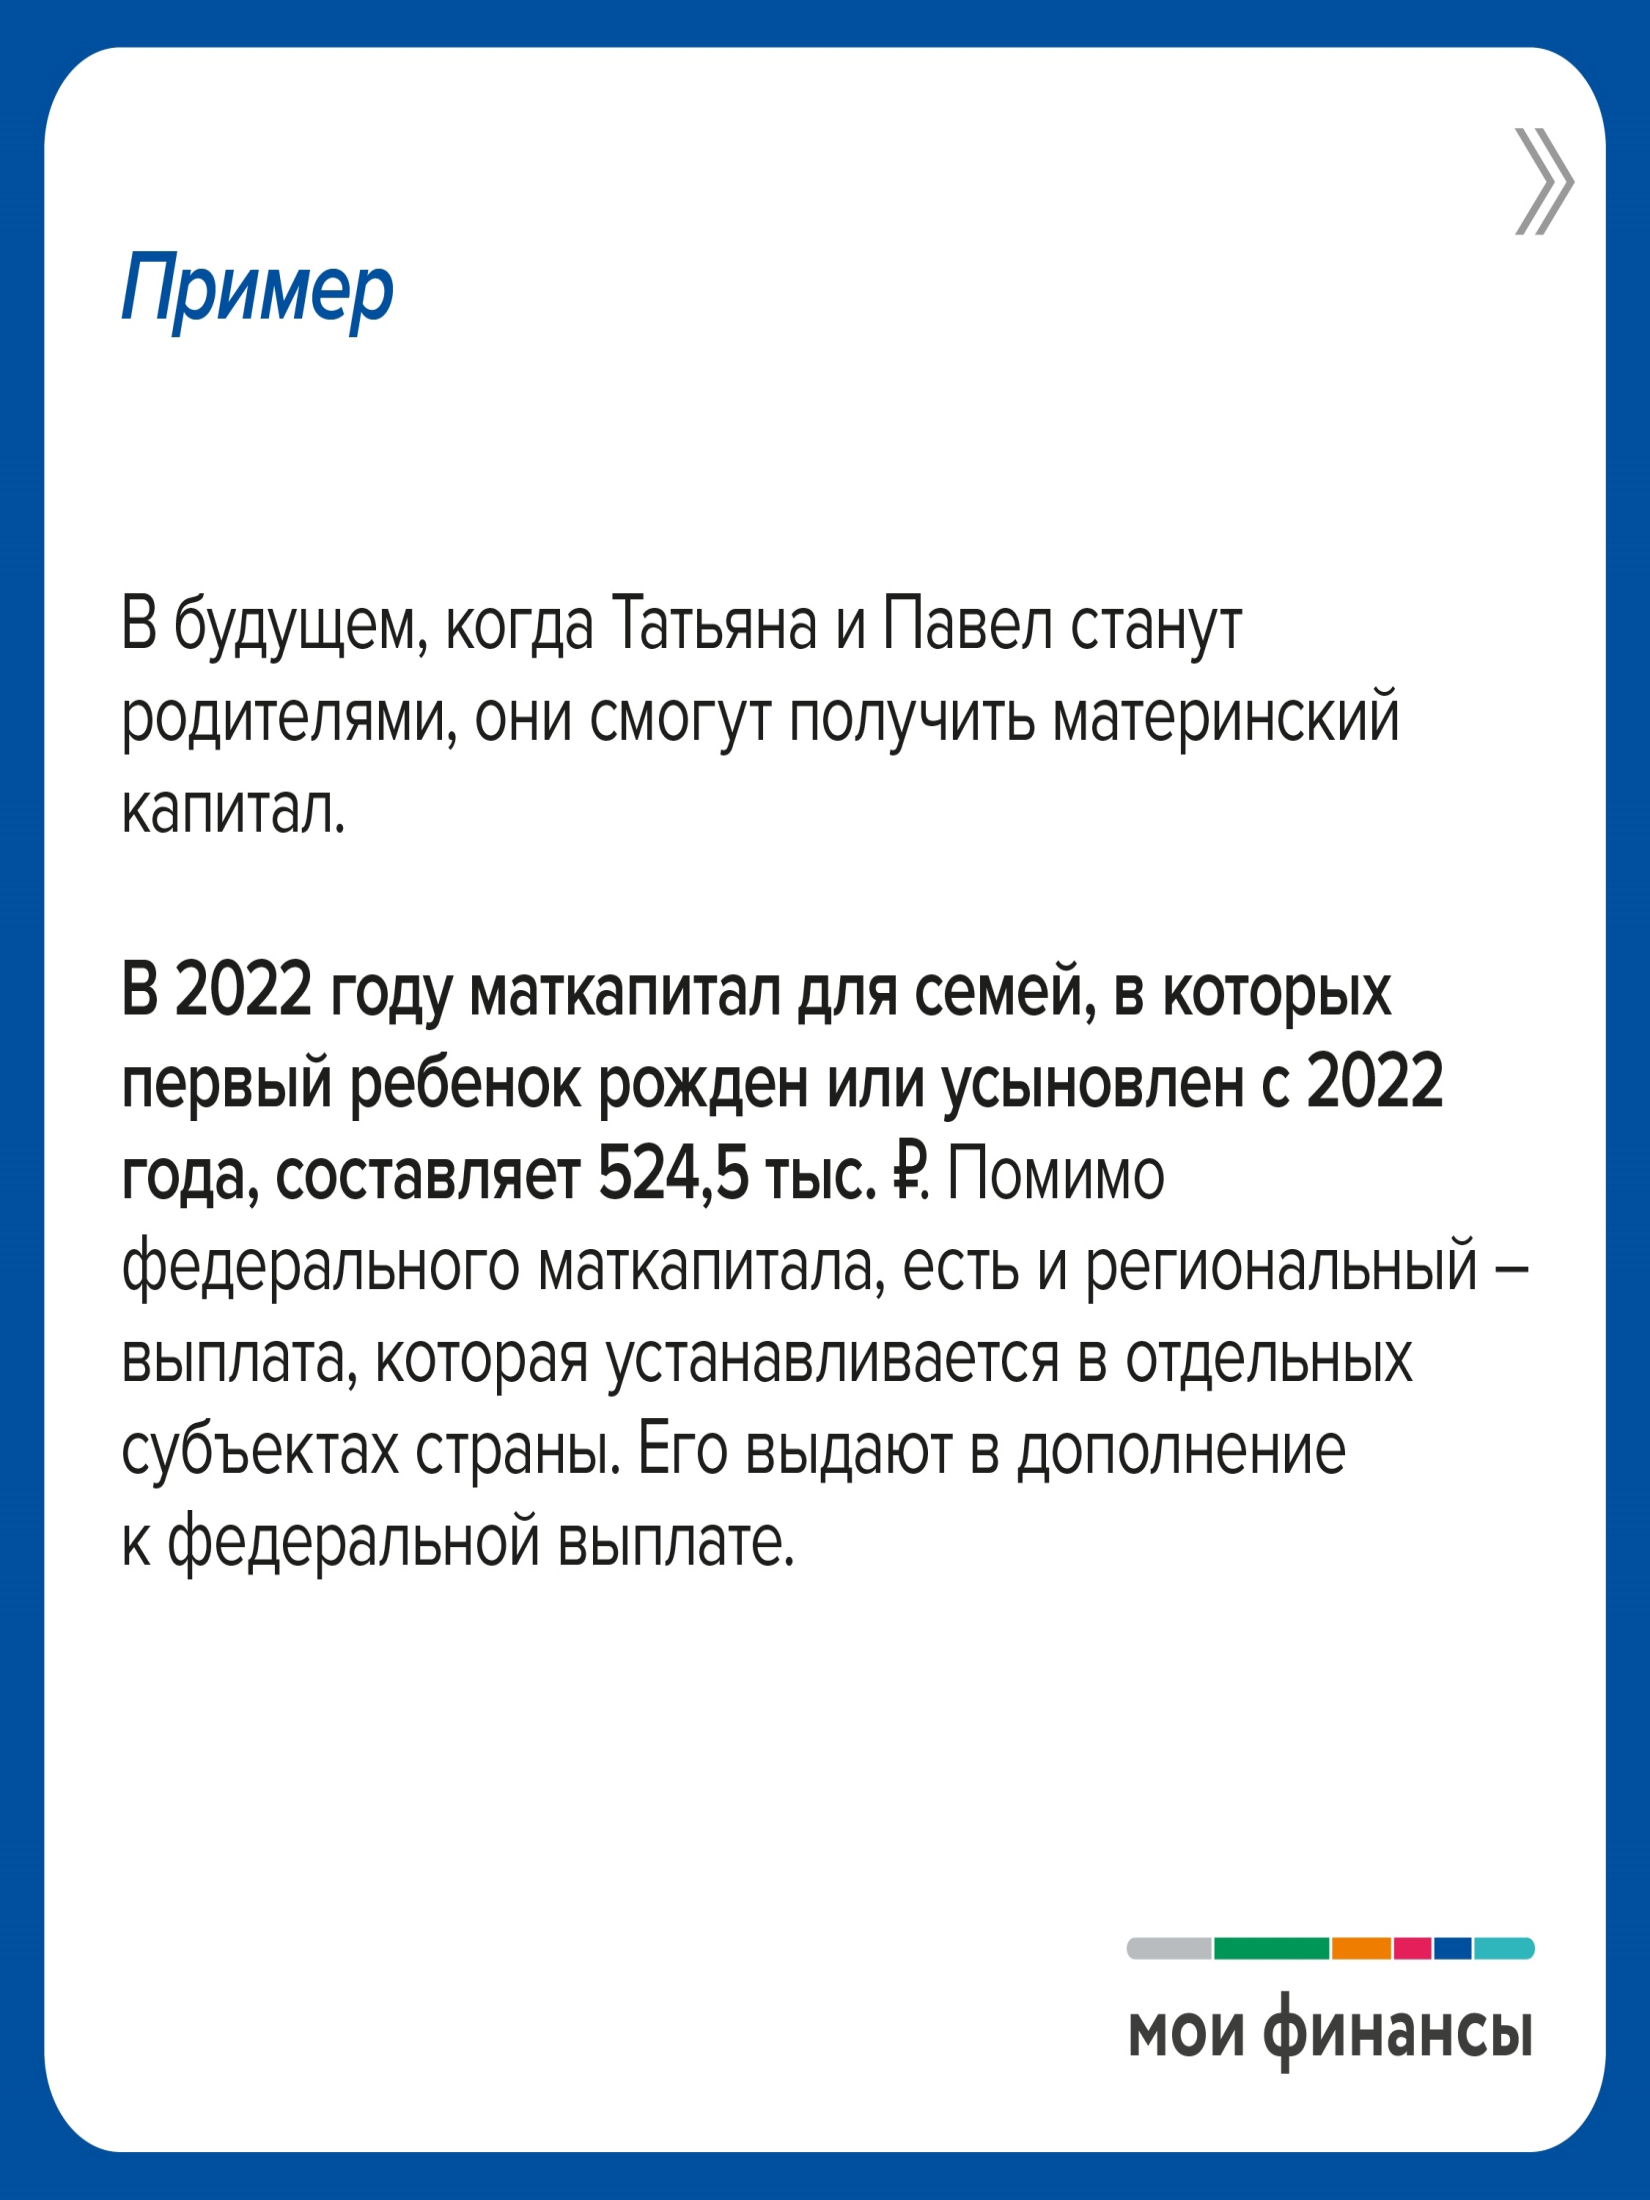 Пример
В будущем, когда Татьяна и Павел станут
родителями, они смогут получить материнский
капитал.
В 2022 году маткапитал для семей, в которых
первый ребенок рожден или усыновлен с 2022
года, составляет 524,5 тыс. ₽. Помимо
федерального маткапитала, есть и региональный –
выплата, которая устанавливается в отдельных
субъектах страны. Его выдают в дополнение
к федеральной выплате.
мои финансы